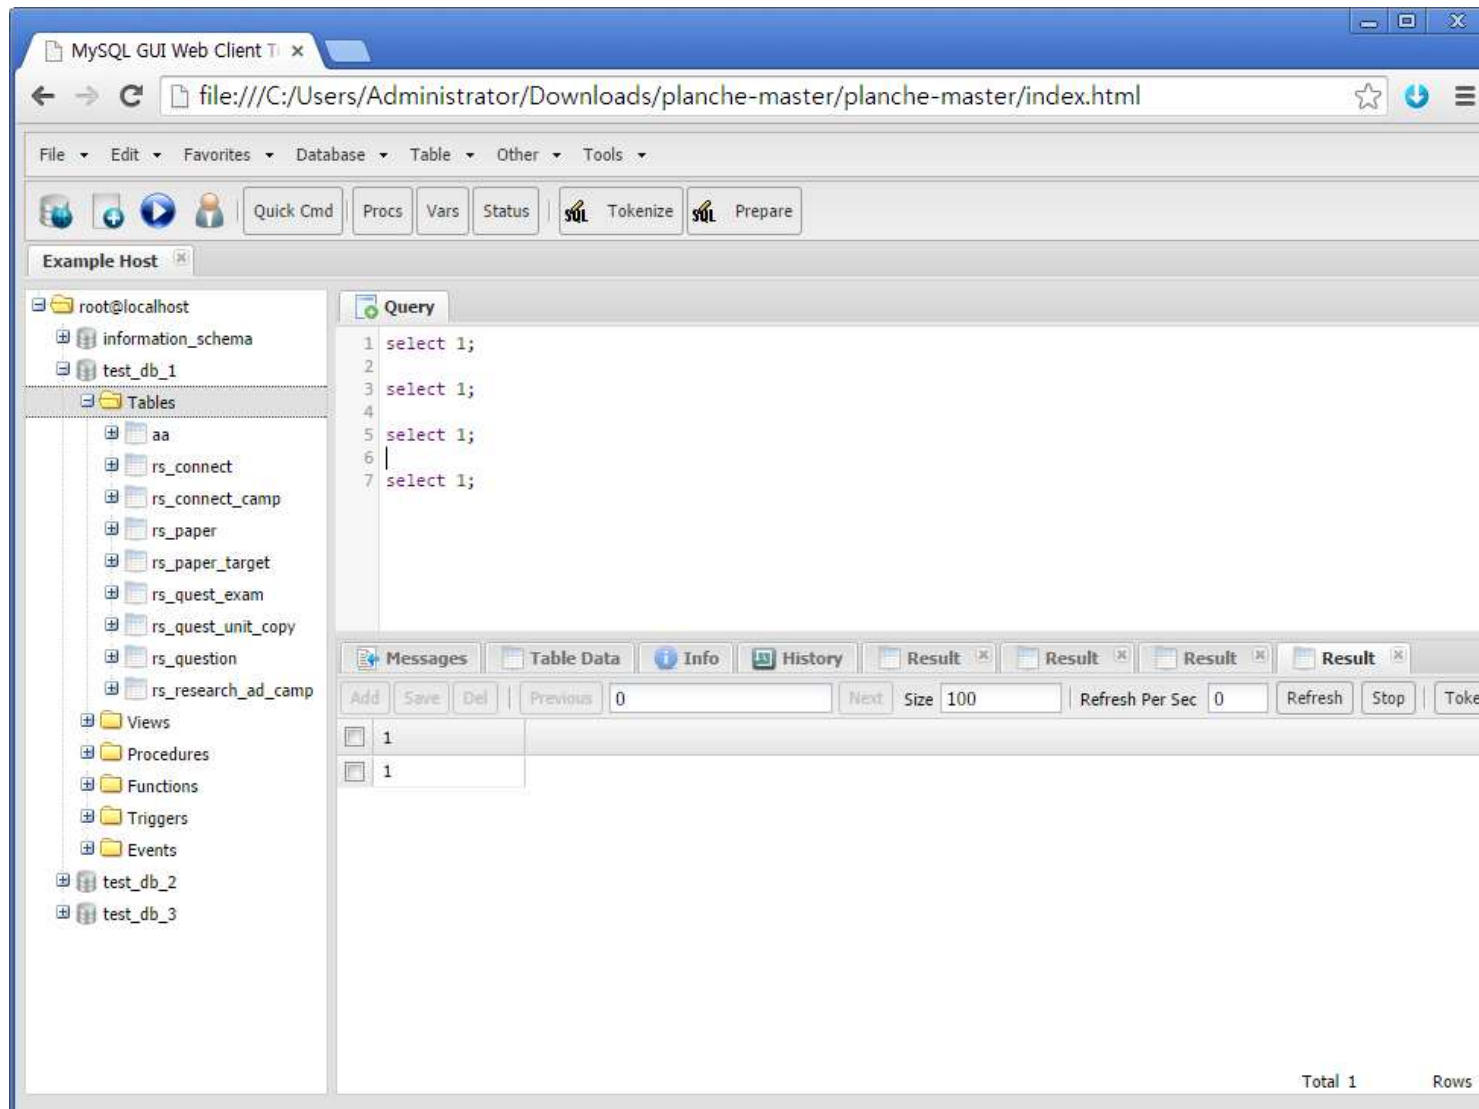 MySQL GUI Web Client T
file:///C:/Users/Administrator/Downloads/planche-master/planche-master/index.html
File Edit Favorites Database Table Other Tools
Quick Cmd Procs Vars Status SQL Tokenize SQL Prepare
Example Host
root@localhost
information_schema
test_db_1
Tables
aa
rs_connect
rs_connect_camp
rs_paper
rs_paper_target
rs_quest_exam
rs_quest_unit_copy
rs_question
rs_research_ad_camp
Views
Procedures
Functions
Triggers
Events
test_db_2
test_db_3
Query
1 select 1;
2
3 select 1;
4
5 select 1;
6
7 select 1;
Messages Table Data Info History Result Result Result Result
Add Save Del Previous 0 Next Size 100 Refresh Per Sec 0 Refresh Stop Toke
1
1
Total 1 Rows